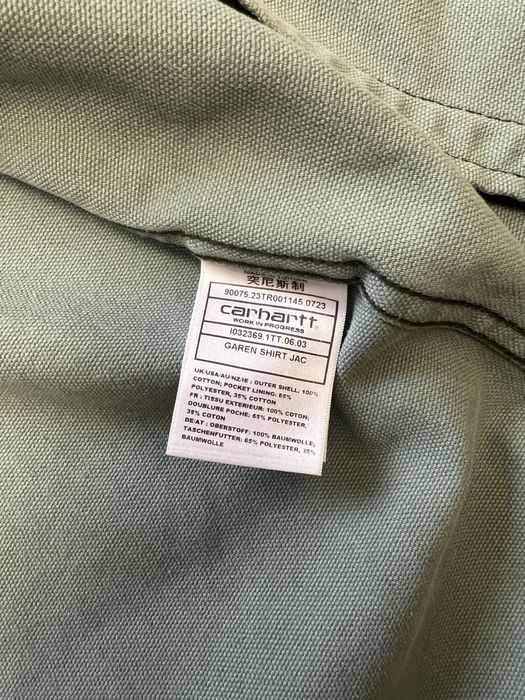 突尼斯制
90075.23TR001145.0723
carhartt
WORK IN PROGRESS
I032369.1TT.06.03
GAREN SHIRT JAC
UK/USA/AU/NZ/IE : OUTER SHELL: 100%
COTTON; POCKET LINING: 65%
POLYESTER, 35% COTTON
FR : TISSU EXTERIEUR: 100% COTON;
DOUBLURE POCHE: 65% POLYESTER,
35% COTON
DE/AT : OBERSTOFF: 100% BAUMWOLLE;
TASCHENFUTTER: 65% POLYESTER, 35%
BAUMWOLLE